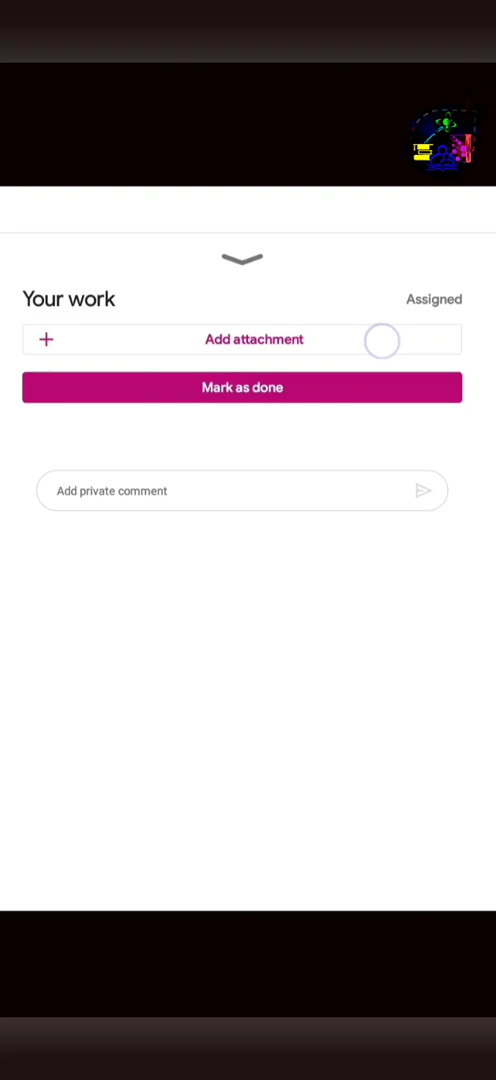 Your work
Assigned
Add attachment
Mark as done
Add private comment